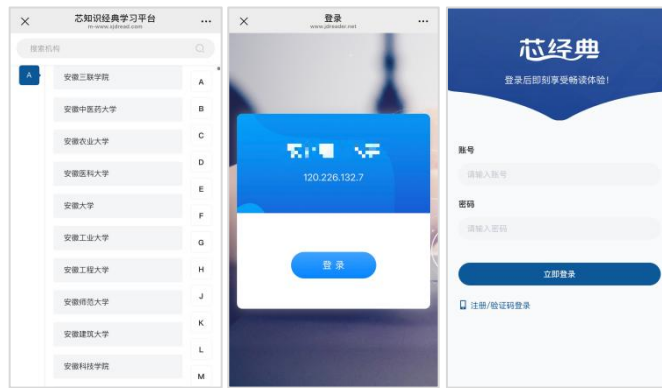 芯知识经典学习平台
m-www.xjdread.com
搜索机构
A
安徽三联学院
安徽中医药大学
安徽农业大学
安徽医科大学
安徽大学
安徽工业大学
安徽工程大学
安徽师范大学
安徽建筑大学
安徽科技学院
A
B
C
D
E
F
G
H
J
K
L
M
登录
120.226.132.7
登 录
芯经典
登录后即刻享受畅读体验!
账号
请输入账号
密码
请输入密码
立即登录
注册/验证码登录